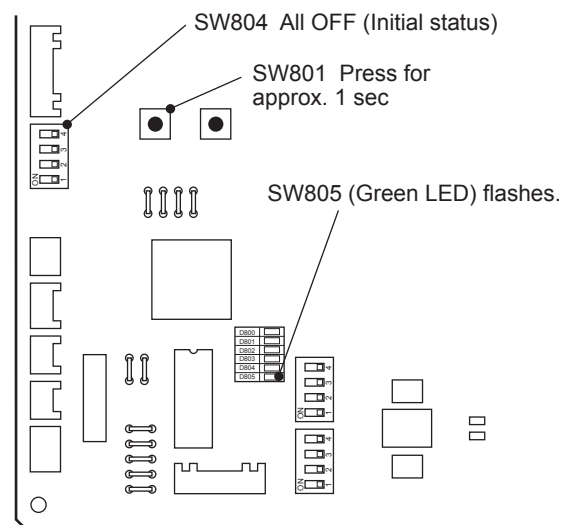 SW804 All OFF (Initial status)
SW801 Press for
approx. 1 sec
4
3
2
1
ON
SW805 (Green LED) flashes.
D800
D801
D802
D803
D804
D805
4
3
2
1
ON
4
3
2
1
ON